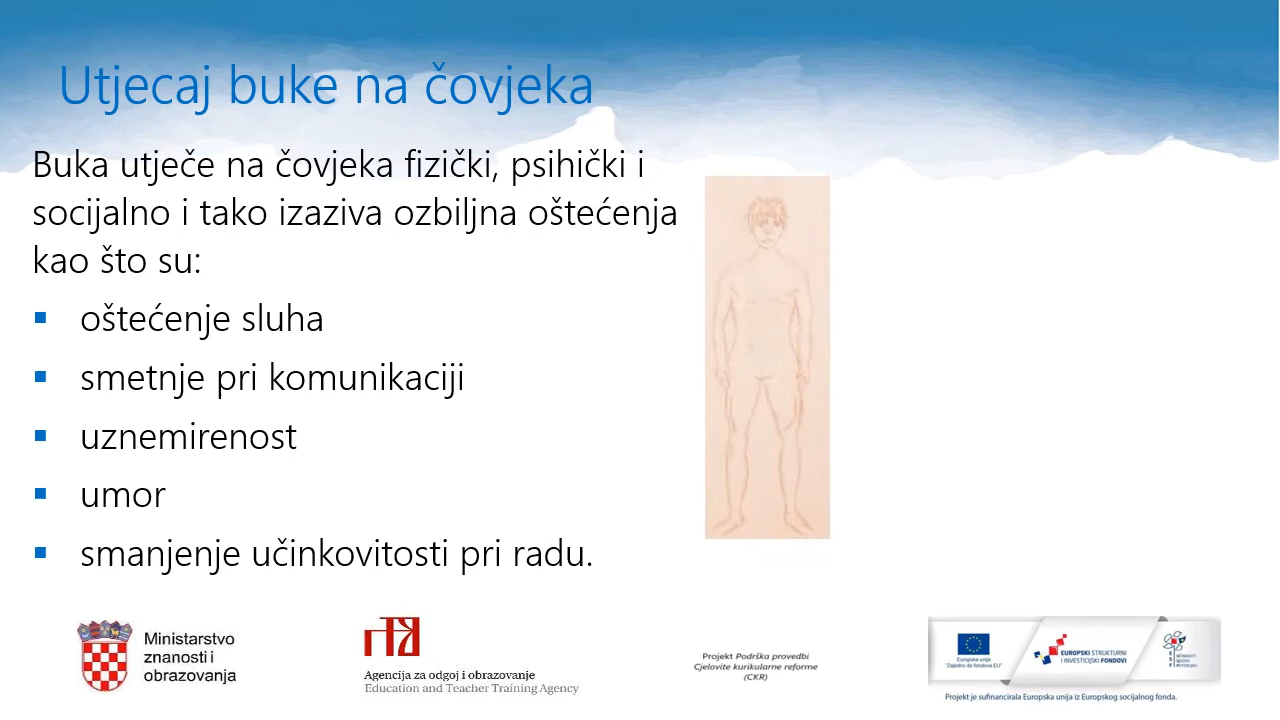 Utjecaj buke na čovjeka
Buka utječe na čovjeka fizički, psihički i
socijalno i tako izaziva ozbiljna oštećenja
kao što su:
oštećenje sluha
smetnje pri komunikaciji
uznemirenost
umor
smanjenje učinkovitosti pri radu.
Ministarstvo
znanosti i
obrazovanja
Agencija za odgoj i obrazovanje
Education and Teacher Training Agency
Projekt Podrška provedbi
Cjelovite kurikularne reforme
(CKR)
Europska unija
"Zajedno do fondova EU"
EUROPSKI STRUKTURNI
I INVESTICIJSKI FONDOVI
UČINKOVITI
LJUDSKI
POTENCIJALI
Projekt je sufinancirala Europska unija iz Europskog socijalnog fonda.